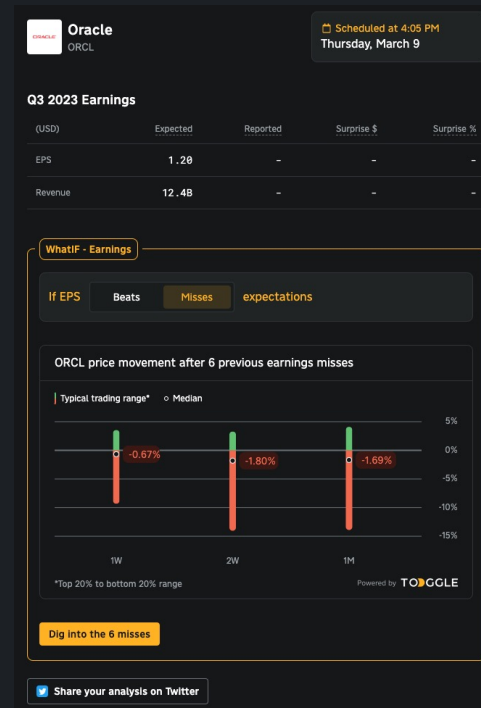 ORACLE
Oracle
ORCL
Scheduled at 4:05 PM
Thursday, March 9
Q3 2023 Earnings
(USD) Expected Reported Surprise $ Surprise %
EPS 1.20 - - -
Revenue 12.4B - - -
WhatIF - Earnings
If EPS Beats Misses expectations
ORCL price movement after 6 previous earnings misses
Typical trading range* Median
5%
0%
-0.67% -1.80% -1.69%
-5%
-10%
-15%
1W 2W 1M
*Top 20% to bottom 20% range Powered by TOGGLE
Dig into the 6 misses
Share your analysis on Twitter